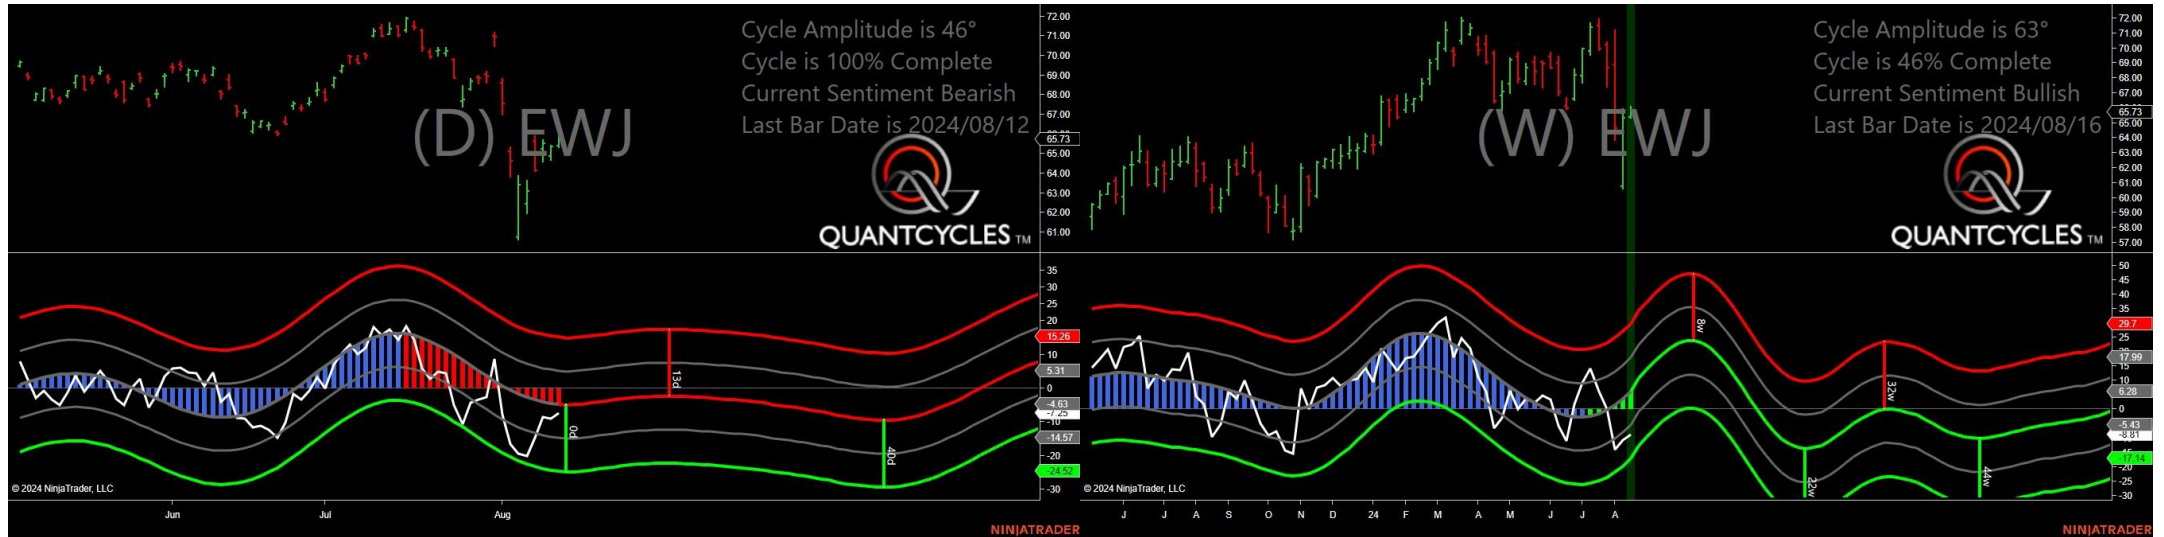 Cycle Amplitude is 46°
Cycle is 100% Complete
Current Sentiment Bearish
Last Bar Date is 2024/08/12
(D) EWJ
QUANTCYCLES TM
72.00
71.00
70.00
69.00
68.00
67.00
65.73
65.00
64.00
63.00
62.00
61.00
35
30
25
20
15.26
10
5.31
0
-4.63
-7.25
-10
-14.57
-20
-24.52
-30
13d
0d
40d
© 2024 NinjaTrader, LLC
Jun
Jul
Aug
NINJATRADER
Cycle Amplitude is 63°
Cycle is 46% Complete
Current Sentiment Bullish
Last Bar Date is 2024/08/16
(W) EWJ
QUANTCYCLES TM
72.00
71.00
70.00
69.00
68.00
67.00
65.73
65.00
64.00
63.00
62.00
61.00
60.00
59.00
58.00
57.00
50
45
40
35
29.7
25
20
17.99
15
10
6.28
0
-5.43
-8.81
-17.14
-20
-25
-30
8w
32w
22w
44w
© 2024 NinjaTrader, LLC
J
J
A
S
O
N
D
24
F
M
A
M
J
J
A
NINJATRADER